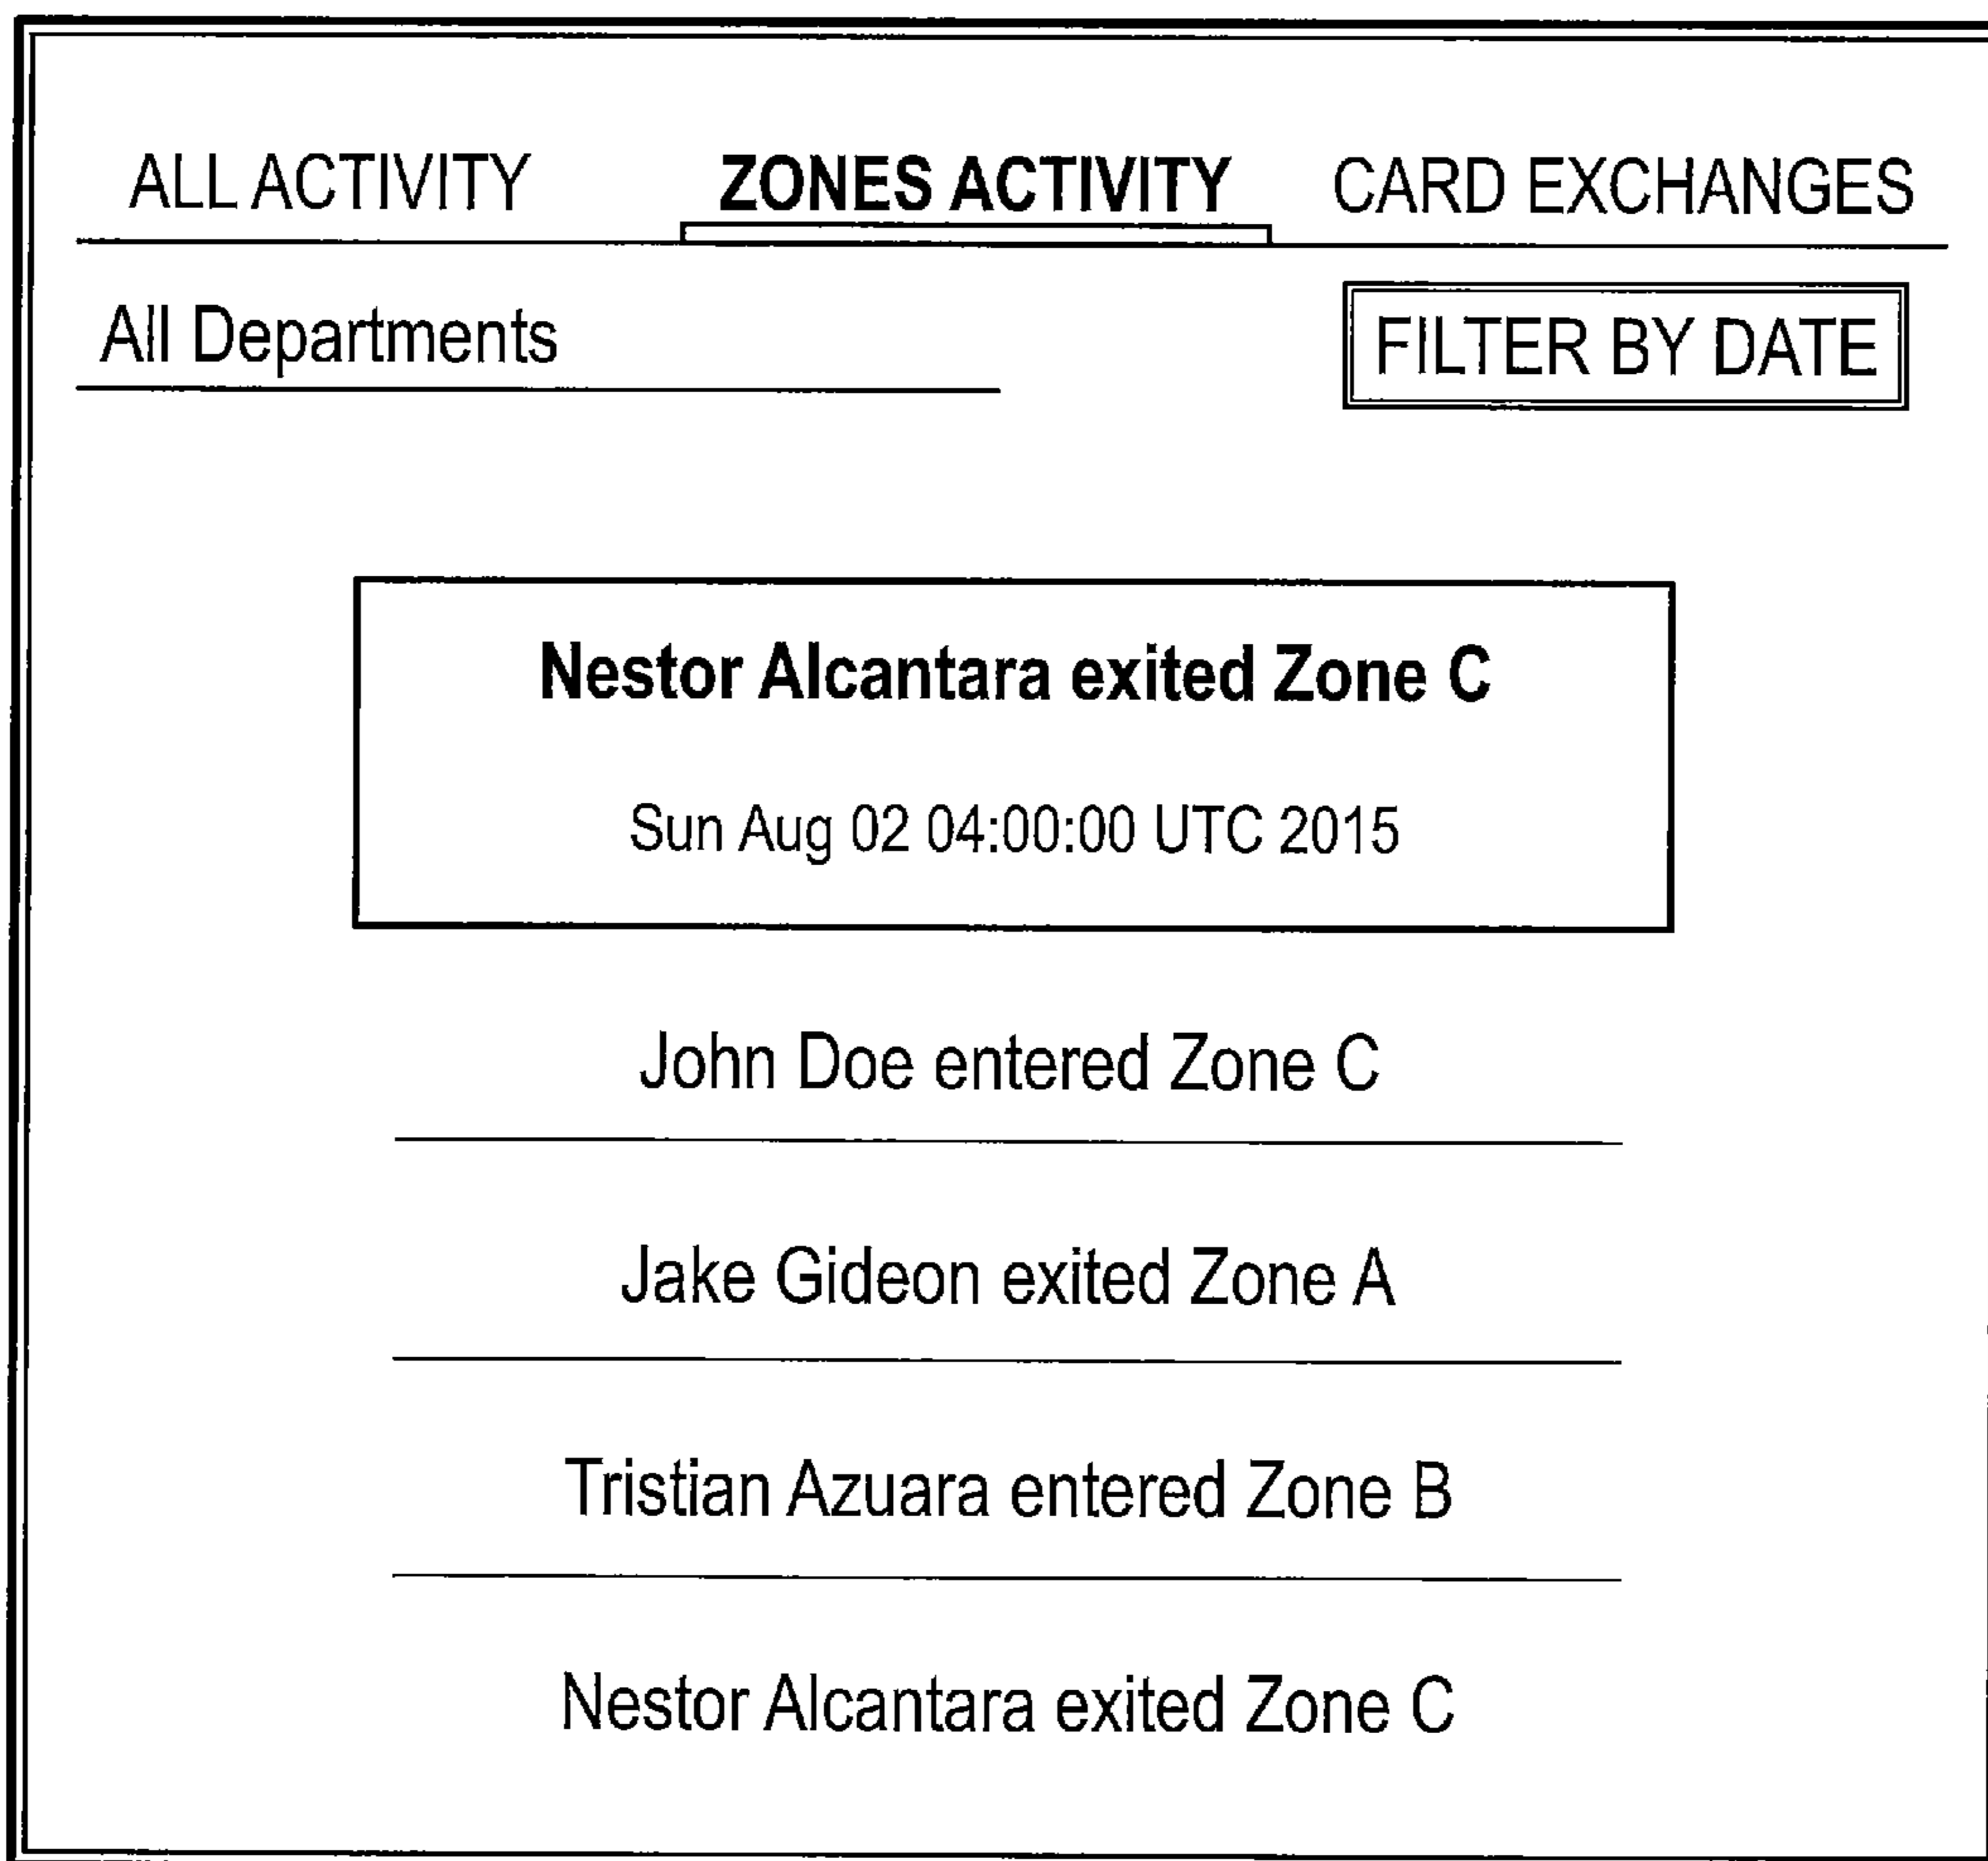 ALL ACTIVITY ZONES ACTIVITY CARD EXCHANGES
All Departments FILTER BY DATE
Nestor Alcantara exited Zone C
Sun Aug 02 04:00:00 UTC 2015
John Doe entered Zone C
Jake Gideon exited Zone A
Tristian Azuara entered Zone B
Nestor Alcantara exited Zone C